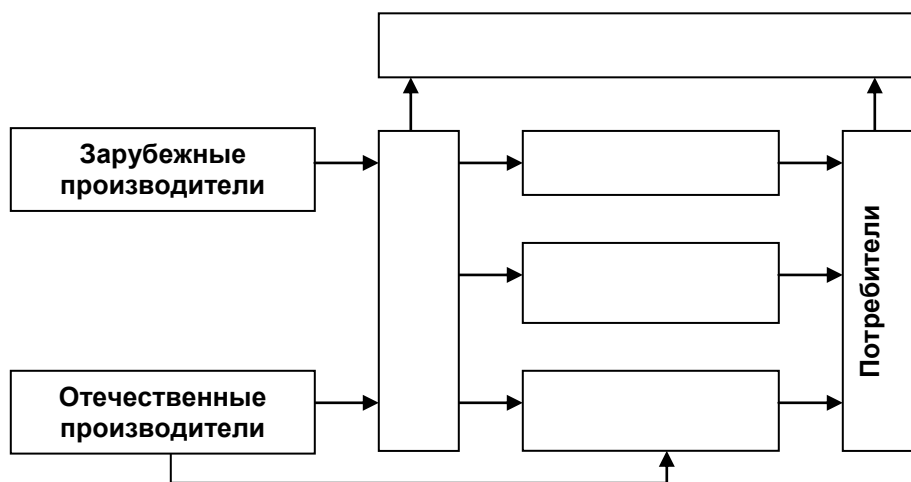 Зарубежные
производители
Потребители
Отечественные
производители